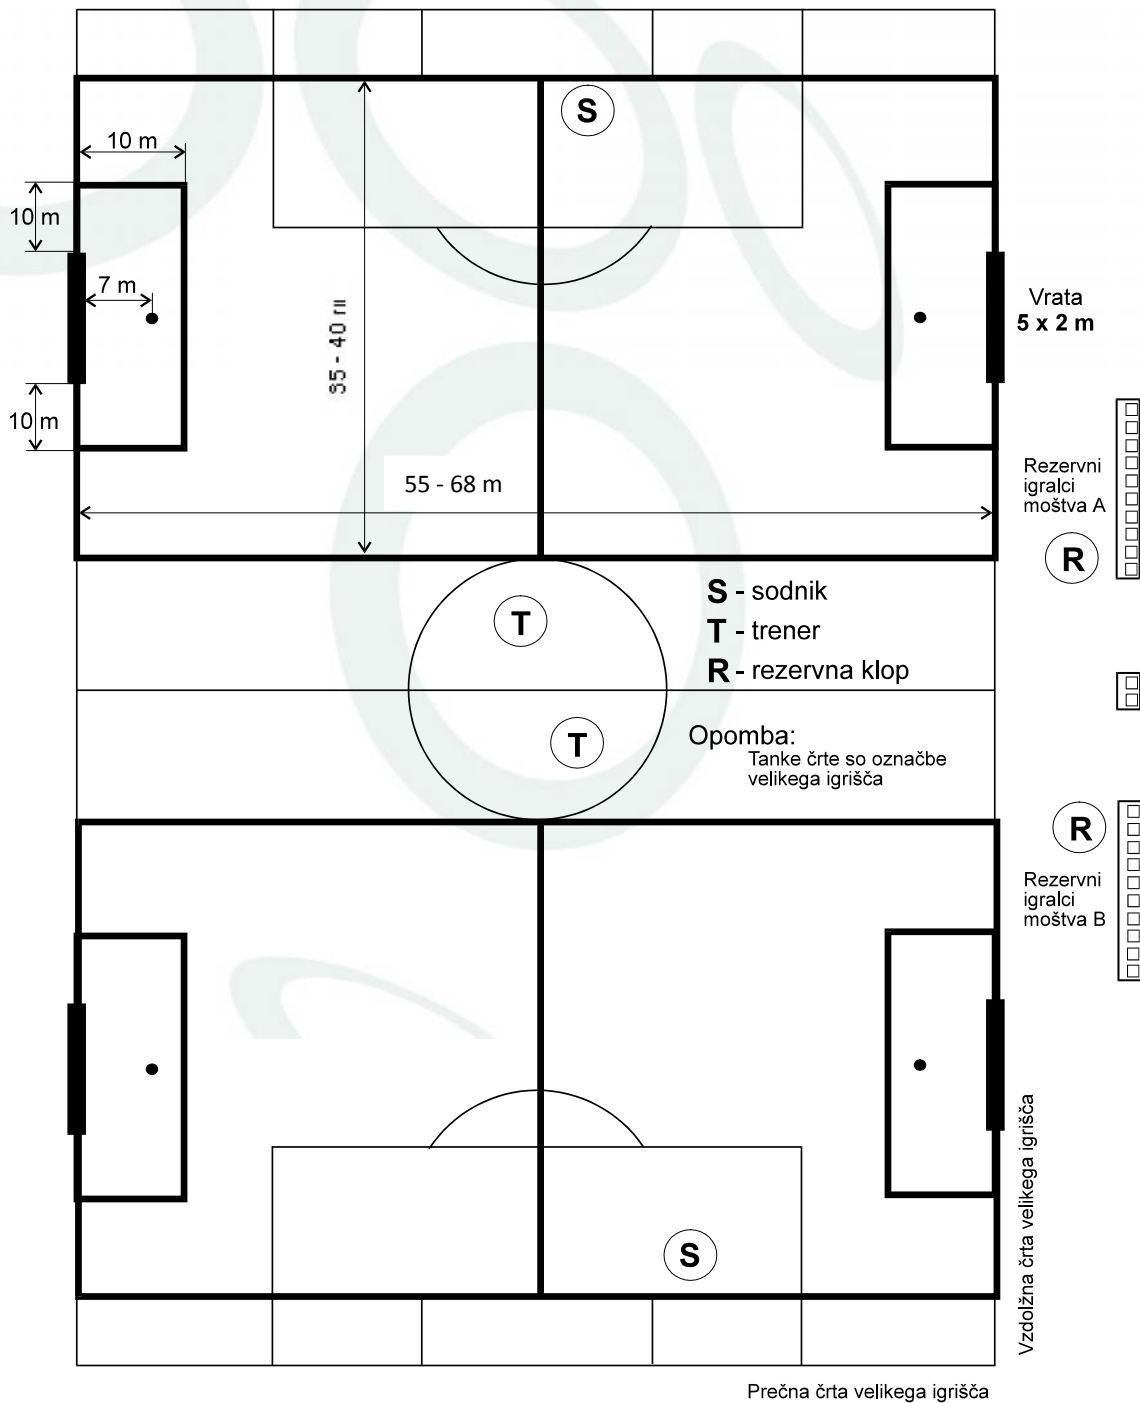 S
10 m
10 m
7 m
Vrata
5 x 2 m
35 - 40 m
10 m
55 - 68 m
Rezervni
igralci
moštva A
R
S - sodnik
T
T - trener
R - rezervna klop
Opomba:
T
Tanke črte so označbe
velikega igrišča
R
Rezervni
igralci
moštva B
Vzdolžna črta velikega igrišča
S
Prečna črta velikega igrišča